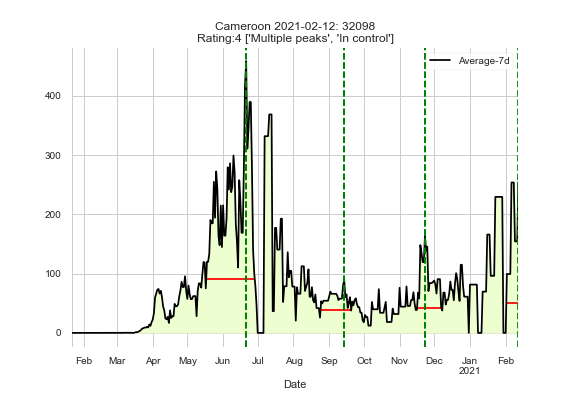 Cameroon 2021-02-12: 32098
Rating:4 ['Multiple peaks', 'In control']
Average-7d
400
300
200
100
0
Feb Mar Apr May Jun Jul Aug Sep Oct Nov Dec Jan Feb
2021
Date